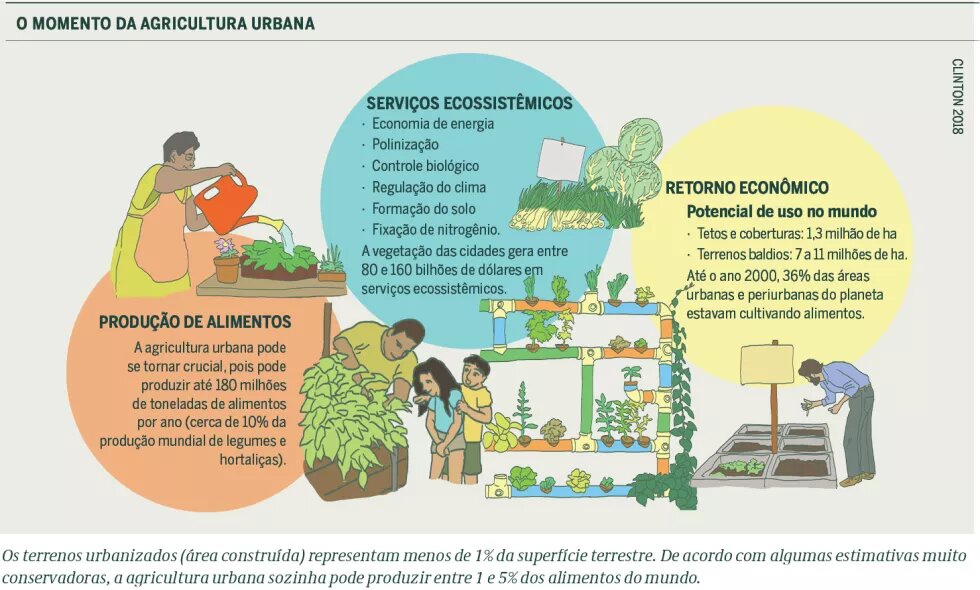 O MOMENTO DA AGRICULTURA URBANA
CLINTON 2018
SERVIÇOS ECOSSISTÊMICOS
· Economia de energia
· Polinização
· Controle biológico
· Regulação do clima
· Formação do solo
· Fixação de nitrogênio.
A vegetação das cidades gera entre
80 e 160 bilhões de dólares em
serviços ecossistêmicos.
RETORNO ECONÔMICO
Potencial de uso no mundo
· Tetos e coberturas: 1,3 milhão de ha
· Terrenos baldios: 7 a 11 milhões de ha.
Até o ano 2000, 36% das áreas
urbanas e periurbanas do planeta
estavam cultivando alimentos.
PRODUÇÃO DE ALIMENTOS
A agricultura urbana pode
se tornar crucial, pois pode
produzir até 180 milhões
de toneladas de alimentos
por ano (cerca de 10% da
produção mundial de legumes e
hortaliças).
Os terrenos urbanizados (área construída) representam menos de 1% da superfície terrestre. De acordo com algumas estimativas muito
conservadoras, a agricultura urbana sozinha pode produzir entre 1 e 5% dos alimentos do mundo.